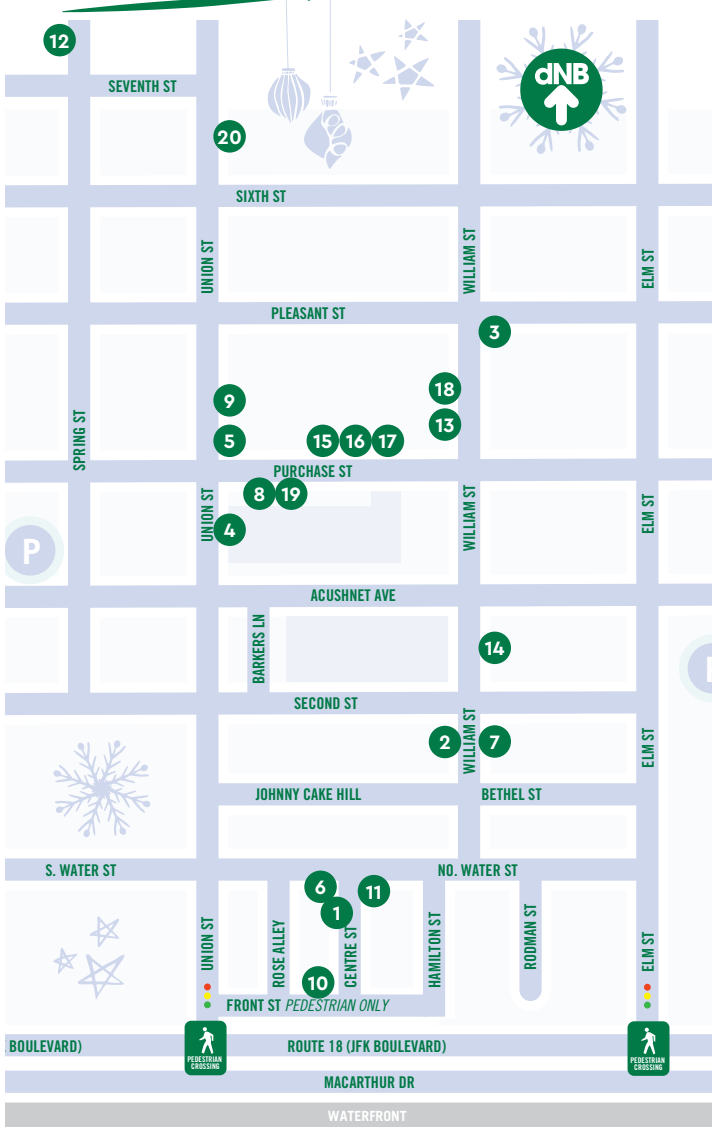 12
SEVENTH ST
dNB
20
SIXTH ST
UNION ST
WILLIAM ST
ELM ST
PLEASANT ST
3
18
9
13
SPRING ST
5
15
16
17
PURCHASE ST
8
19
UNION ST
4
WILLIAM ST
ELM ST
P
ACUSHNET AVE
BARKERS LN
14
SECOND ST
2
WILLIAM ST
7
ELM ST
JOHNNY CAKE HILL
BETHEL ST
S. WATER ST
NO. WATER ST
6
11
1
UNION ST
ROSE ALLEY
CENTRE ST
HAMILTON ST
RODMAN ST
ELM ST
10
FRONT ST PEDESTRIAN ONLY
PEDESTRIAN
CROSSING
PEDESTRIAN
CROSSING
BOULEVARD)
ROUTE 18 (JFK BOULEVARD)
MACARTHUR DR
WATERFRONT